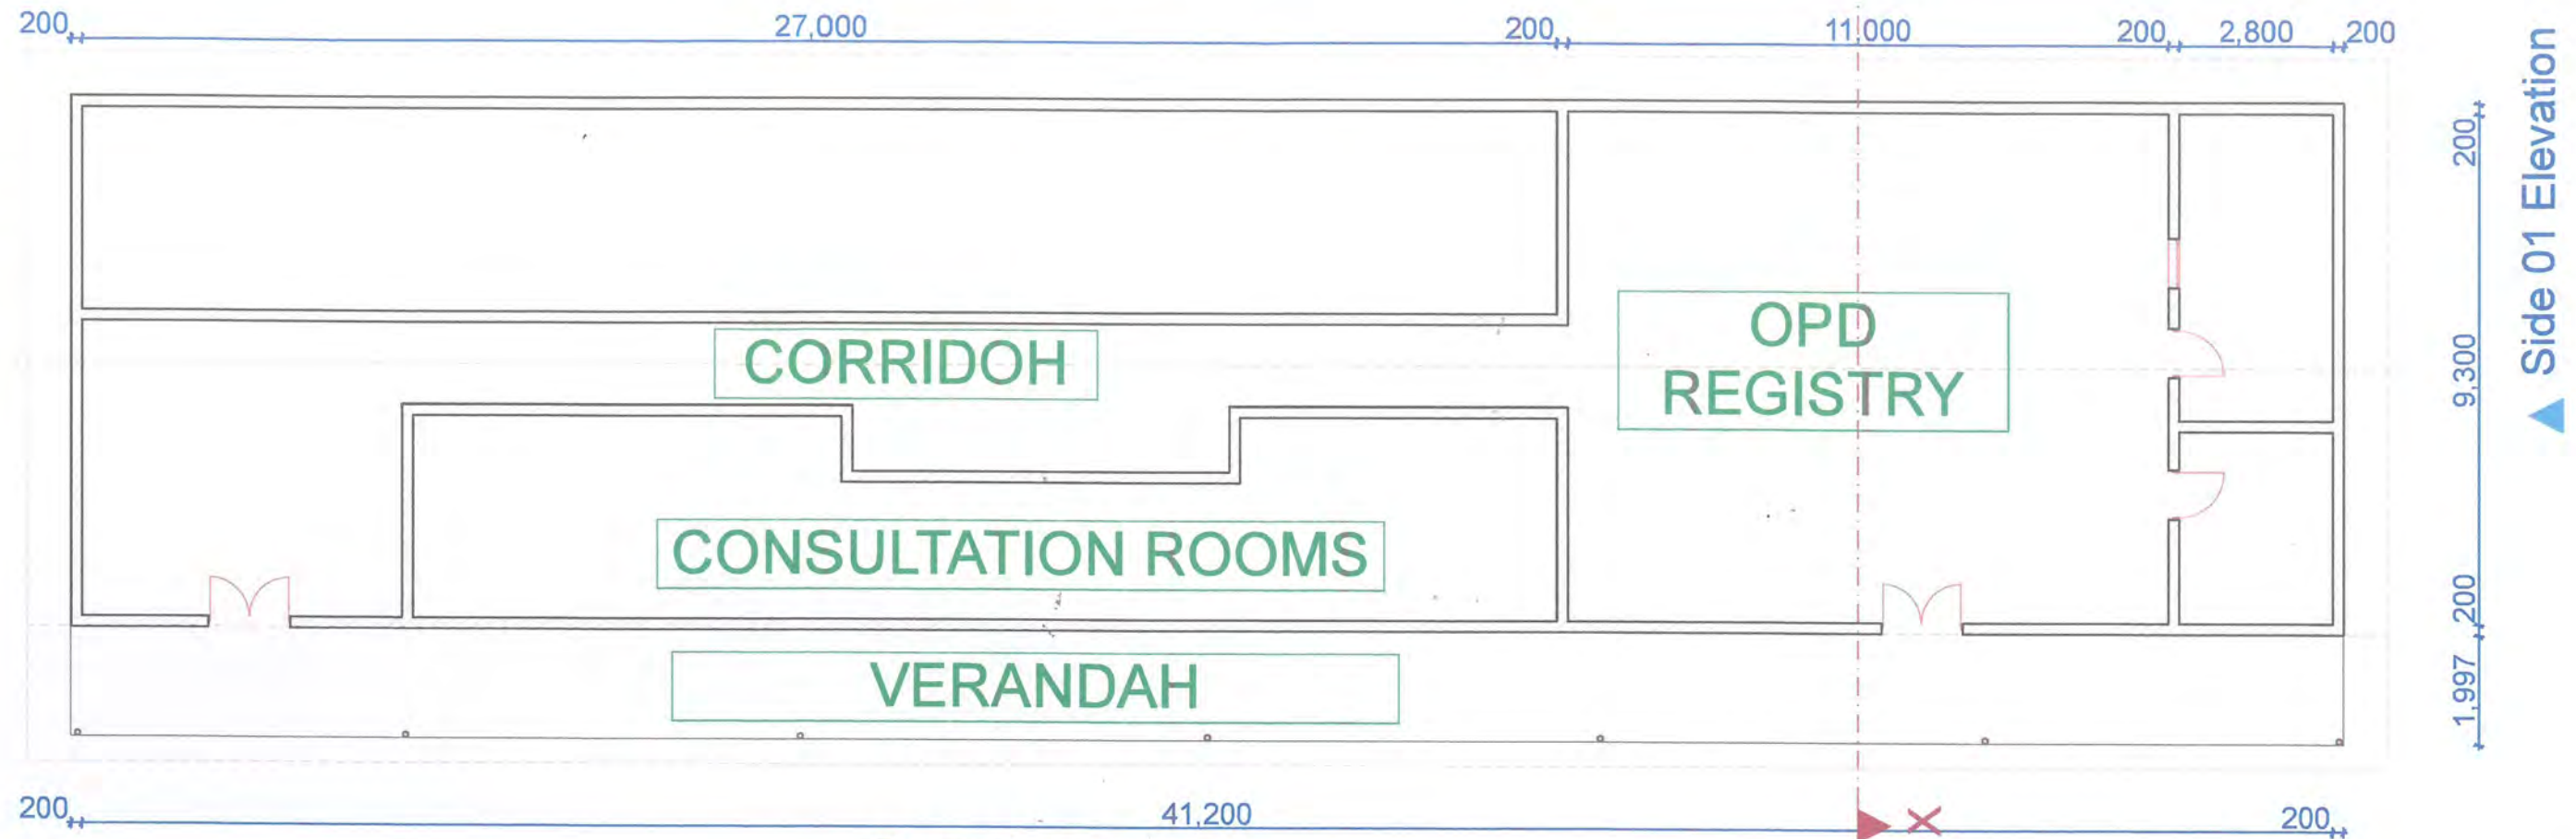 200 27,000 200 11,000 200 2,800 200
Side 01 Elevation
200
9,300
200
1,997
OPD
REGISTRY
CORRIDOH
CONSULTATION ROOMS
VERANDAH
200 41,200 200
X